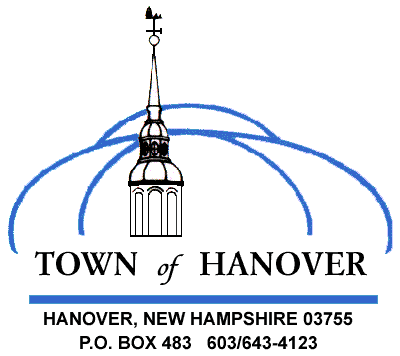 TOWN of HANOVER
HANOVER, NEW HAMPSHIRE 03755
P.O. BOX 483 603/643-4123